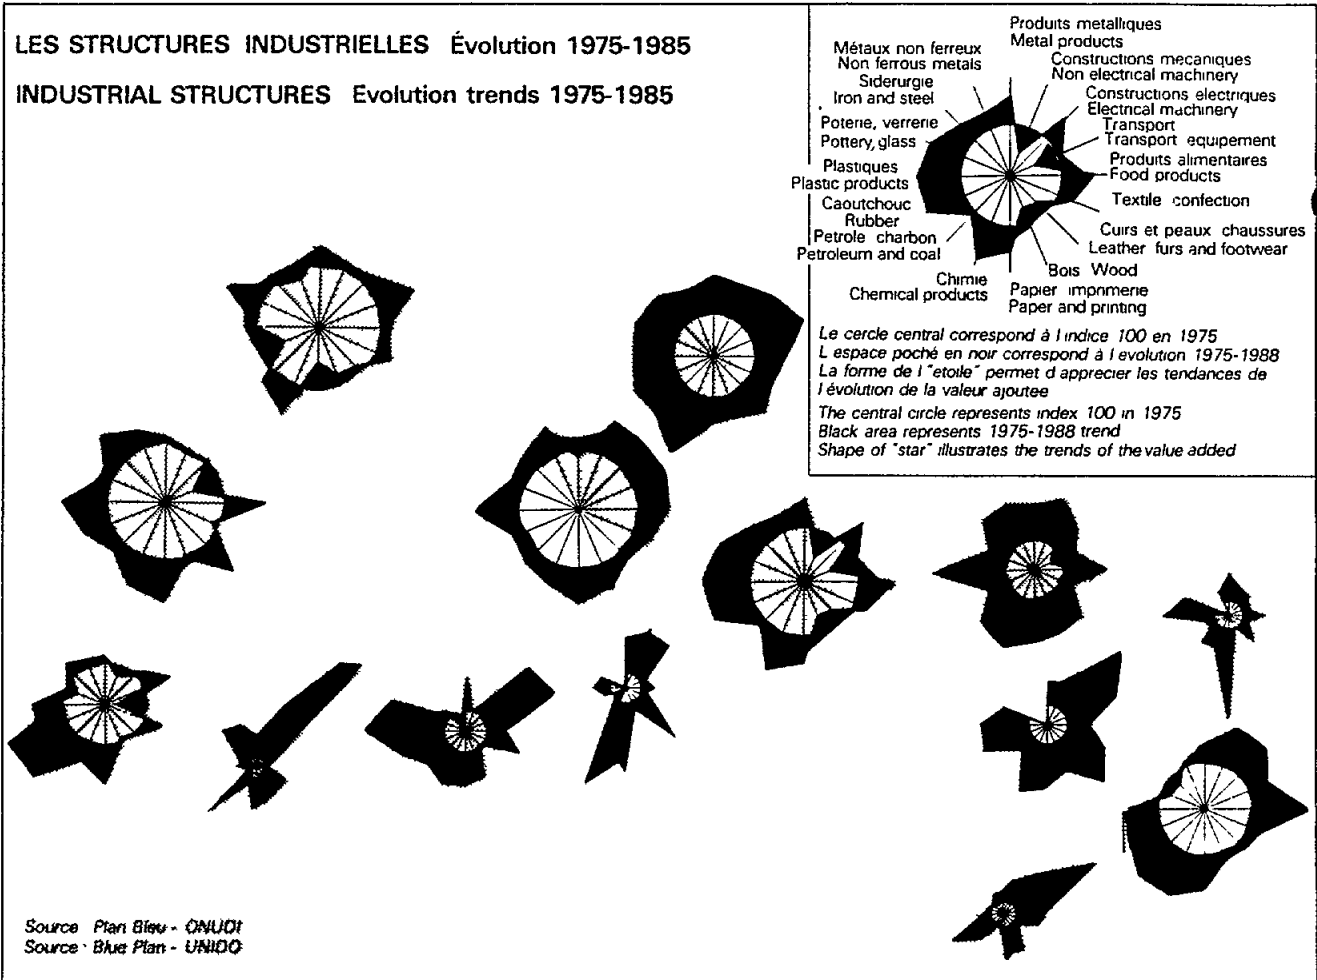 LES STRUCTURES INDUSTRIELLES Évolution 1975-1985
INDUSTRIAL STRUCTURES Evolution trends 1975-1985
Produits metalliques
Metal products
Métaux non ferreux
Non ferrous metals
Constructions mecaniques
Non electrical machinery
Siderurgie
Iron and steel
Constructions electriques
Electrical machinery
Poterie, verrerie
Pottery, glass
Transport
Transport equipement
Plastiques
Plastic products
Produits alimentaires
Food products
Caoutchouc
Rubber
Textile confection
Petrole charbon
Petroleum and coal
Cuirs et peaux chaussures
Leather furs and footwear
Chimie
Chemical products
Bois Wood
Papier imprimerie
Paper and printing
Le cercle central correspond à l indice 100 en 1975
L espace poché en noir correspond à l evolution 1975-1988
La forme de l "etoile" permet d apprecier les tendances de
l évolution de la valeur ajoutee
The central circle represents index 100 in 1975
Black area represents 1975-1988 trend
Shape of "star" illustrates the trends of the value added
Source Plan Bleu - ONUDI
Source · Blue Plan - UNIDO